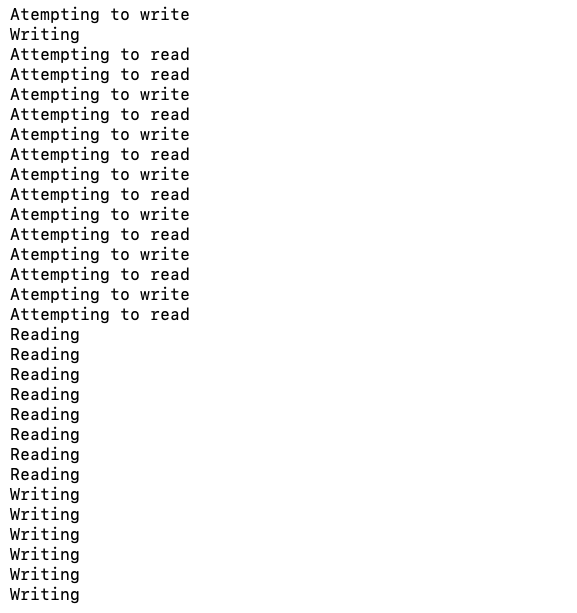 Atempting to write
Writing
Attempting to read
Attempting to read
Atempting to write
Attempting to read
Atempting to write
Attempting to read
Atempting to write
Attempting to read
Atempting to write
Attempting to read
Atempting to write
Attempting to read
Atempting to write
Attempting to read
Reading
Reading
Reading
Reading
Reading
Reading
Reading
Reading
Writing
Writing
Writing
Writing
Writing
Writing